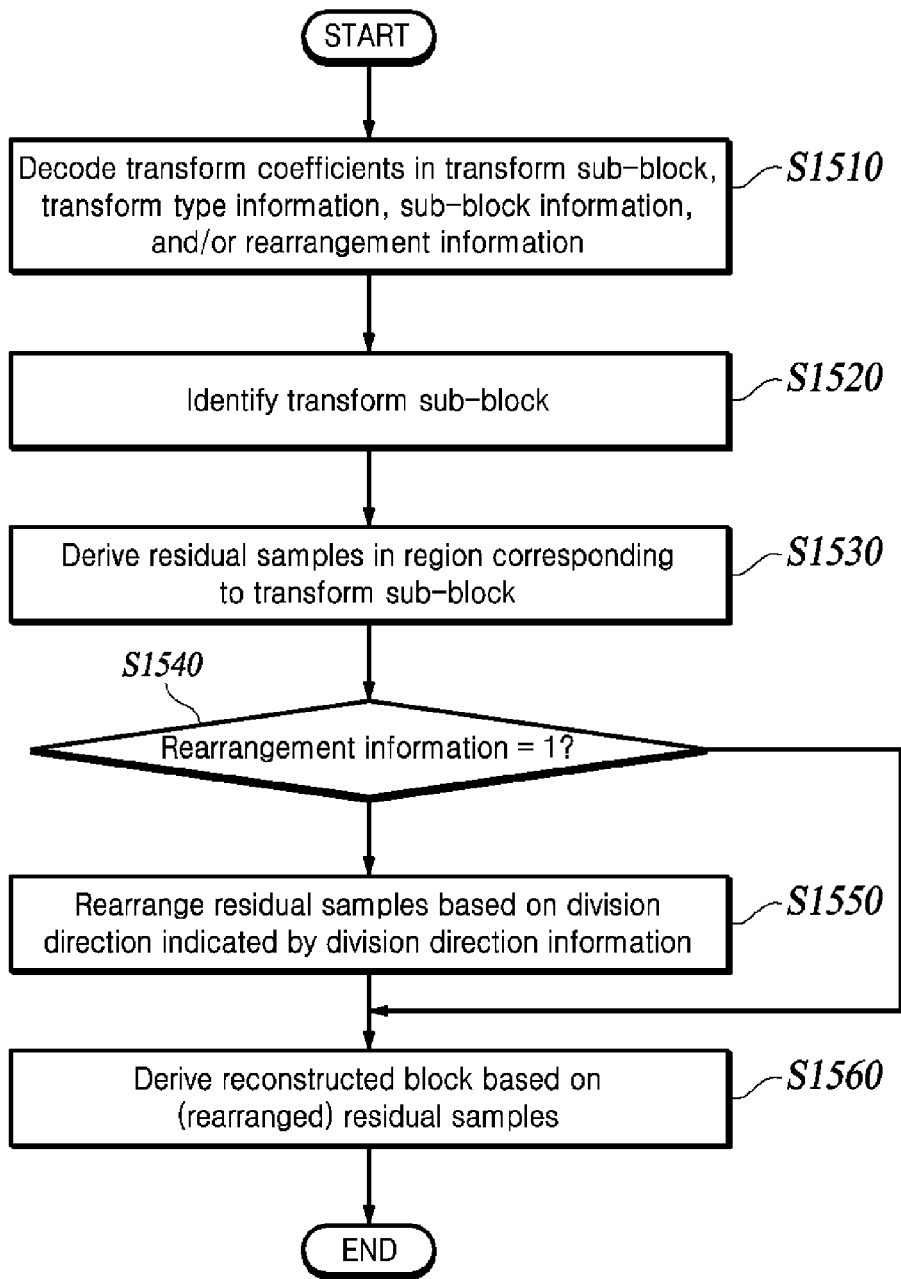 START
Decode transform coefficients in transform sub-block,
transform type information, sub-block information,
and/or rearrangement information
S1510
Identify transform sub-block
S1520
Derive residual samples in region corresponding
to transform sub-block
S1530
S1540
Rearrangement information = 1?
Rearrange residual samples based on division
direction indicated by division direction information
S1550
Derive reconstructed block based on
(rearranged) residual samples
S1560
END